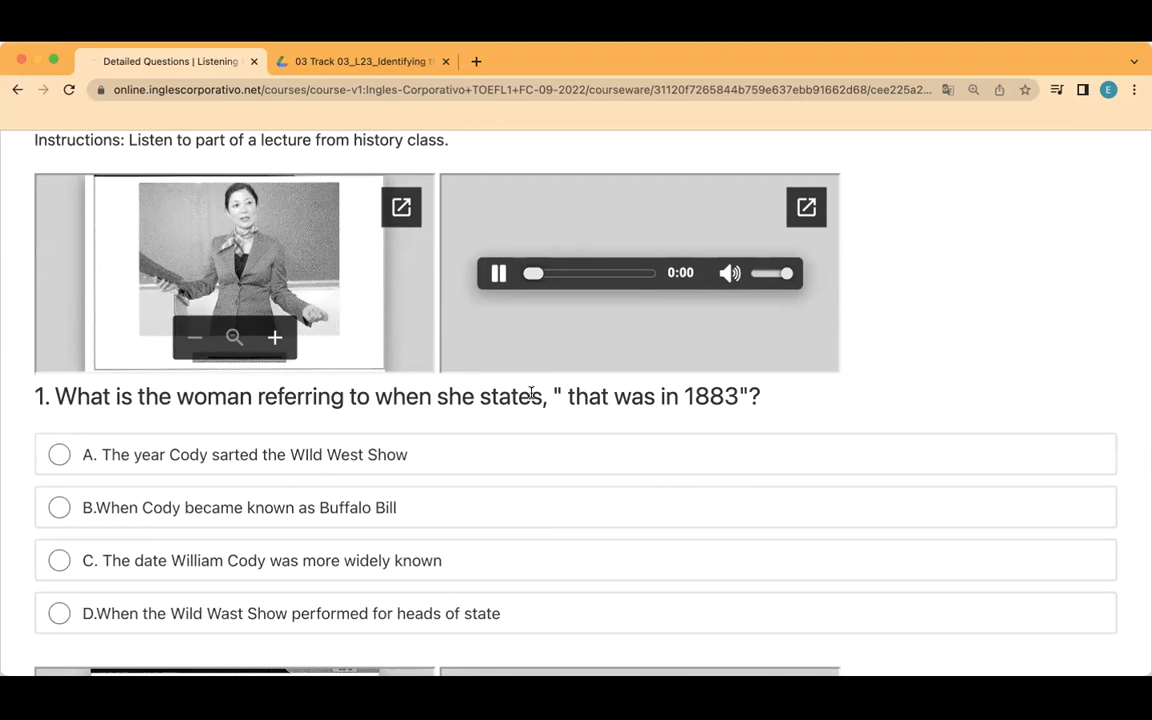 Detailed Questions | Listening
03 Track 03_L23_Identifying t
online.inglescorporativo.net/courses/course-v1:Ingles-Corporativo+TOEFL1+FC-09-2022/courseware/31120f7265844b759e637ebb91662d68/cee225a2...
E
Instructions: Listen to part of a lecture from history class.
0:00
1. What is the woman referring to when she states, " that was in 1883"?
A. The year Cody sarted the WIld West Show
B.When Cody became known as Buffalo Bill
C. The date William Cody was more widely known
D.When the Wild Wast Show performed for heads of state